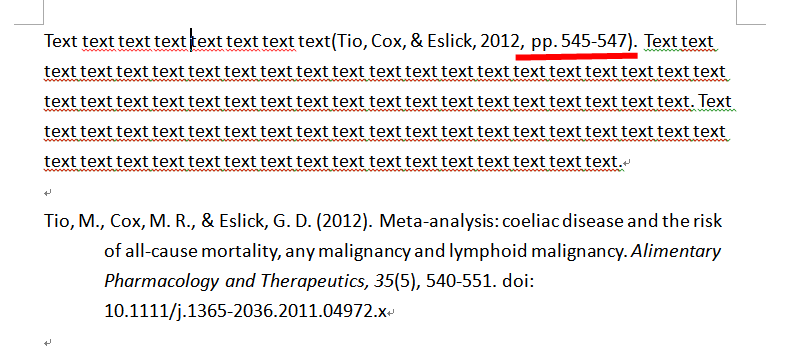 Text text text text text text text text(Tio, Cox, & Eslick, 2012, pp. 545-547). Text text
text text text text text text text text text text text text text text text text text text text
text text text text text text text text text text text text text text text text text text. Text
text text text text text text text text text text text text text text text text text text text
text text text text text text text text text text text text text text text text.
Tio, M., Cox, M. R., & Eslick, G. D. (2012). Meta-analysis: coeliac disease and the risk
of all-cause mortality, any malignancy and lymphoid malignancy. Alimentary
Pharmacology and Therapeutics, 35(5), 540-551. doi:
10.1111/j.1365-2036.2011.04972.x